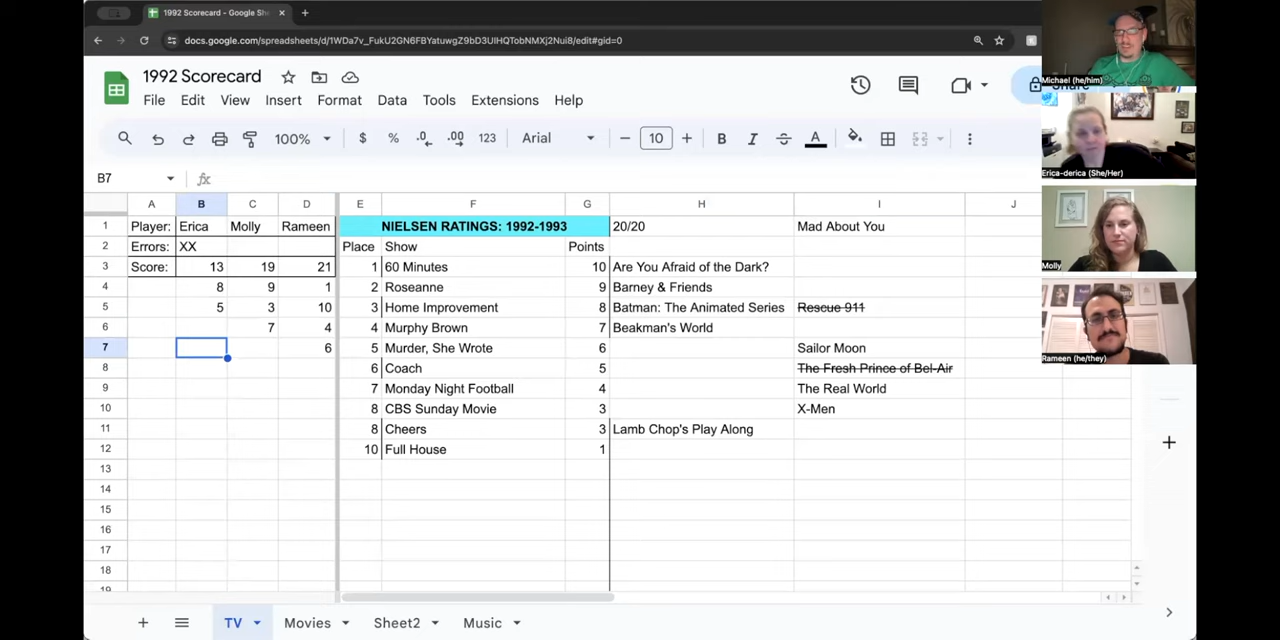 1992 Scorecard - Google She
docs.google.com/spreadsheets/d/1WDa7v_FukU2GN6FBYatuwgZ9bD3UIHQTobNMXj2Nui8/edit#gid=0
1992 Scorecard
File Edit View Insert Format Data Tools Extensions Help
100% $ % .0 .00 123 Arial 10 B I A
B7 fx
A B C D E F G H I J
1 Player: Erica Molly Rameen NIELSEN RATINGS: 1992-1993 20/20 Mad About You
2 Errors: XX Place Show Points
3 Score: 13 19 21 1 60 Minutes 10 Are You Afraid of the Dark?
4 8 9 1 2 Roseanne 9 Barney & Friends
5 5 3 10 3 Home Improvement 8 Batman: The Animated Series Rescue 911
6 7 4 4 Murphy Brown 7 Beakman's World
7 6 5 Murder, She Wrote 6 Sailor Moon
8 6 Coach 5 The Fresh Prince of Bel-Air
9 7 Monday Night Football 4 The Real World
10 8 CBS Sunday Movie 3 X-Men
11 8 Cheers 3 Lamb Chop's Play Along
12 10 Full House 1
13
14
15
16
17
18
19
TV Movies Sheet2 Music
Michael (he/him)
Erica-derica (She/Her)
Molly
Rameen (he/they)